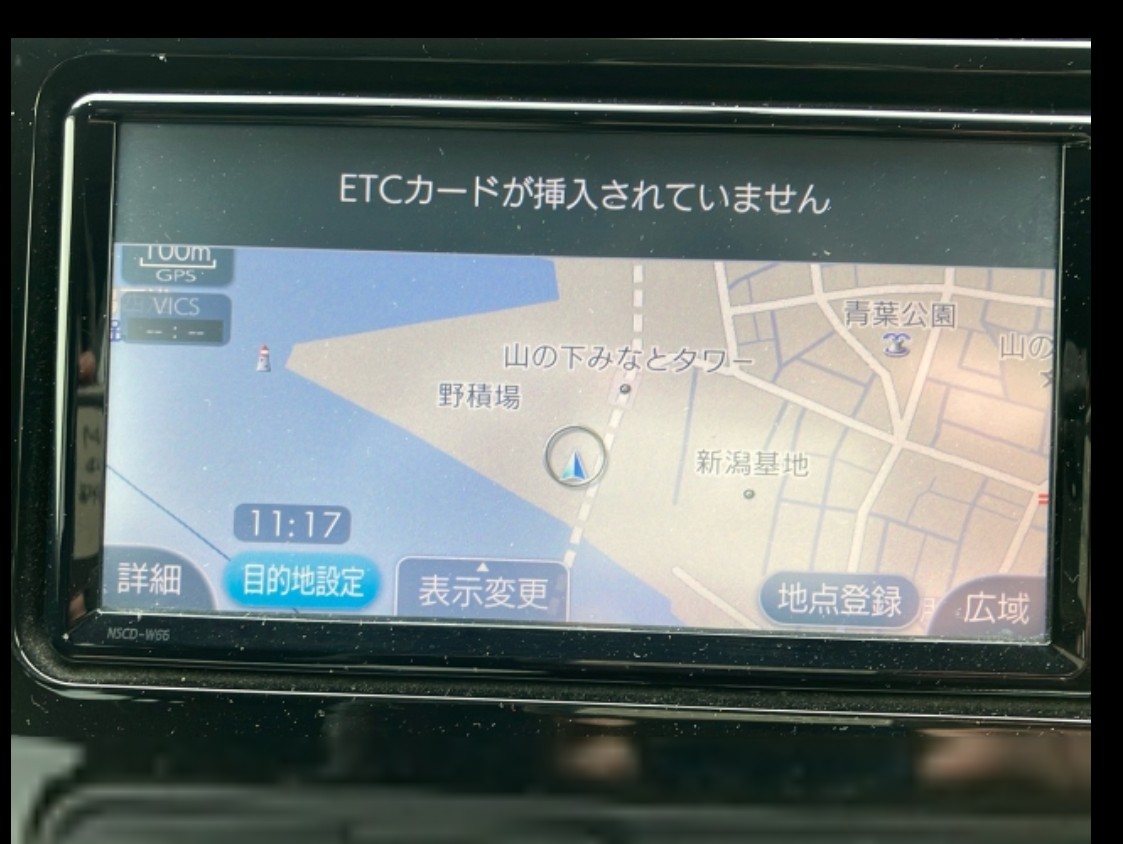 ETCカードが挿入されていません
100m
GPS
VICS
--:--
青葉公園
山の下みなとタワー
山の
野積場
新潟基地
11:17
詳細
目的地設定
表示変更
地点登録
広域
NSCD-W66